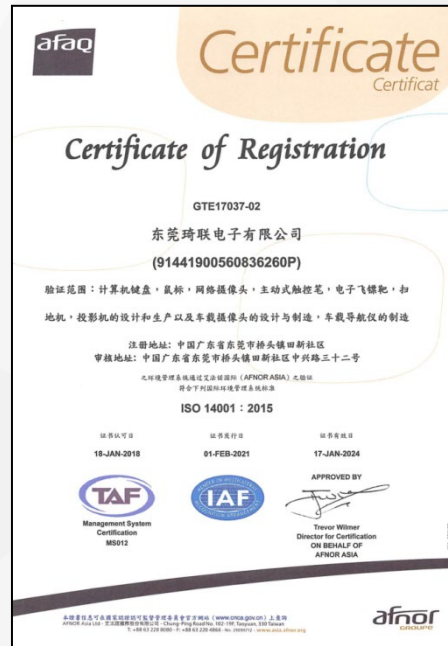 afaq
Certificate
Certificat
Certificate of Registration
GTE17037-02
东莞琦联电子有限公司
(91441900560836260P)
验证范围：计算机键盘，鼠标，网络摄像头，主动式触控笔，电子飞镖靶，扫
地机，投影机的设计和生产以及车载摄像头的设计与制造，车载导航仪的制造
注册地址：中国广东省东莞市桥头镇田新社区
审核地址：中国广东省东莞市桥头镇田新社区中兴路三十二号
之环境管理系统通过艾法诺国际（AFNOR ASIA）之验证
符合下列国际环境管理系统标准
ISO 14001：2015
证书认可日 证书发行日 证书有效日
18-JAN-2018 01-FEB-2021 17-JAN-2024
APPROVED BY
TAF
IAF
Management System
Certification
MS012
Trevor Wilmer
Director for Certification
ON BEHALF OF
AFNOR ASIA
afnor
GROUPE